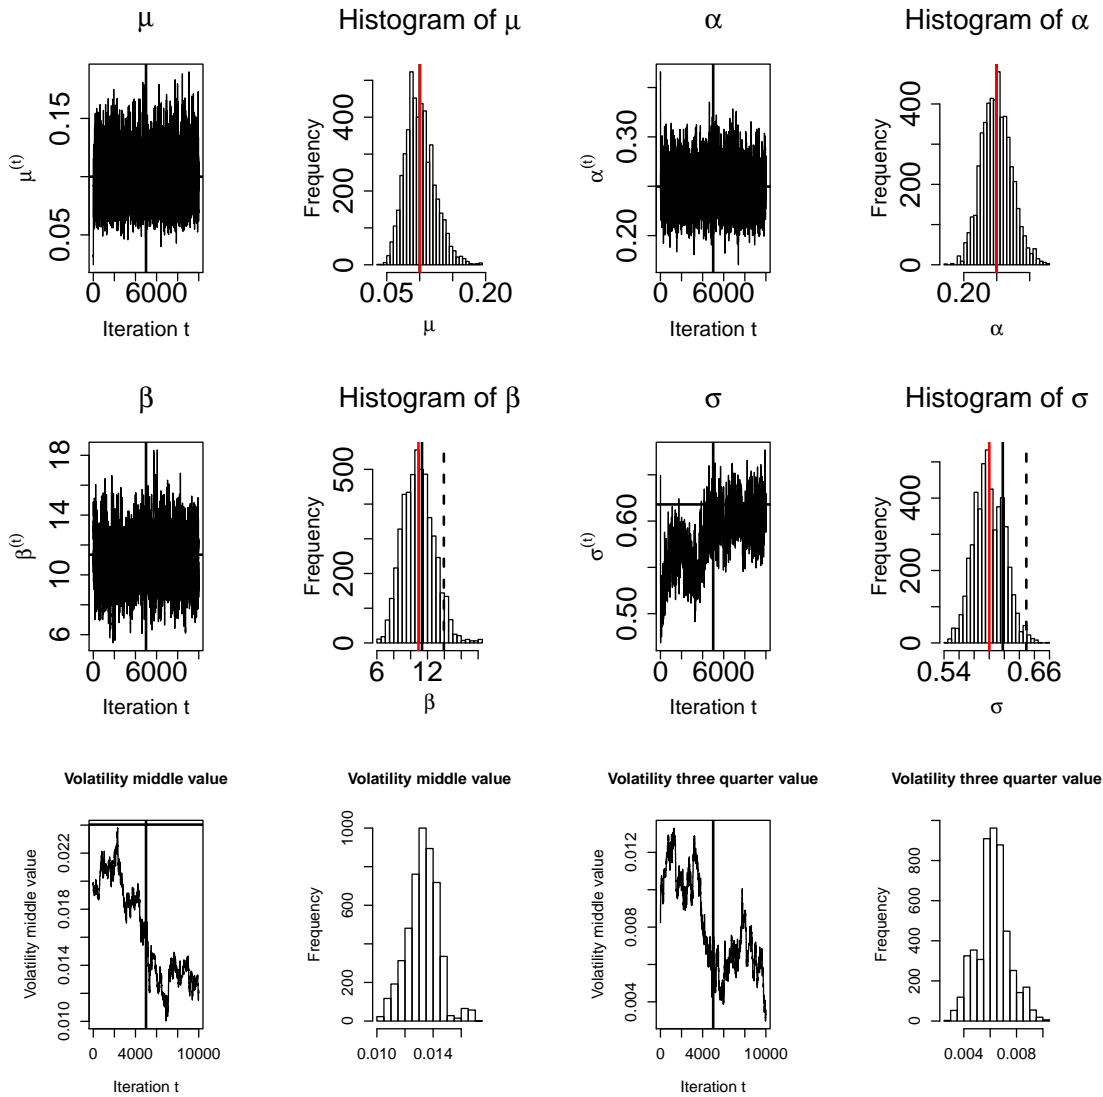 μ
Histogram of μ
α
Histogram of α
μ(t)
0.05
0.15
0
6000
Iteration t
Frequency
0
200
400
0.05
0.20
μ
α(t)
0.20
0.30
0
6000
Iteration t
Frequency
0
200
400
0.20
α
β
Histogram of β
σ
Histogram of σ
β(t)
6
10
14
18
0
6000
Iteration t
Frequency
0
200
500
6
12
β
σ(t)
0.50
0.60
0
6000
Iteration t
Frequency
0
200
400
0.54
0.66
σ
Volatility middle value
Volatility middle value
Volatility three quarter value
Volatility three quarter value
Volatility middle value
0.010
0.014
0.018
0.022
0
4000
10000
Iteration t
Frequency
0
200
600
1000
0.010
0.014
Volatility middle value
0.004
0.008
0.012
0
4000
10000
Iteration t
Frequency
0
200
400
600
800
0.004
0.008